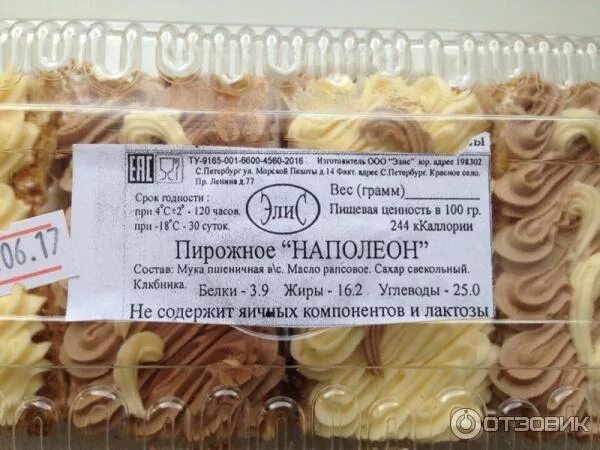 ТУ-9165-001-6600-4560-2016 Изготовитель ООО "Элис" юр. адрес 198302
С.Петербург ул. Морской Пехоты д.14 Факт. адрес С.Петербург. Красное село.
Пр. Ленина д.77
EAC
Срок годности :
при 4°С=2° - 120 часов.
при -18°С - 30 суток.
ЭлиС
Вес (грамм)
Пищевая ценность в 100 гр.
244 кКаллории
Пирожное "НАПОЛЕОН"
Состав: Мука пшеничная в\с. Масло рапсовое. Сахар свекольный.
Клкбника.
Белки - 3.9 Жиры - 16.2 Углеводы - 25.0
Не содержит яичных компонентов и лактозы
.06.17
ОТЗОВИК